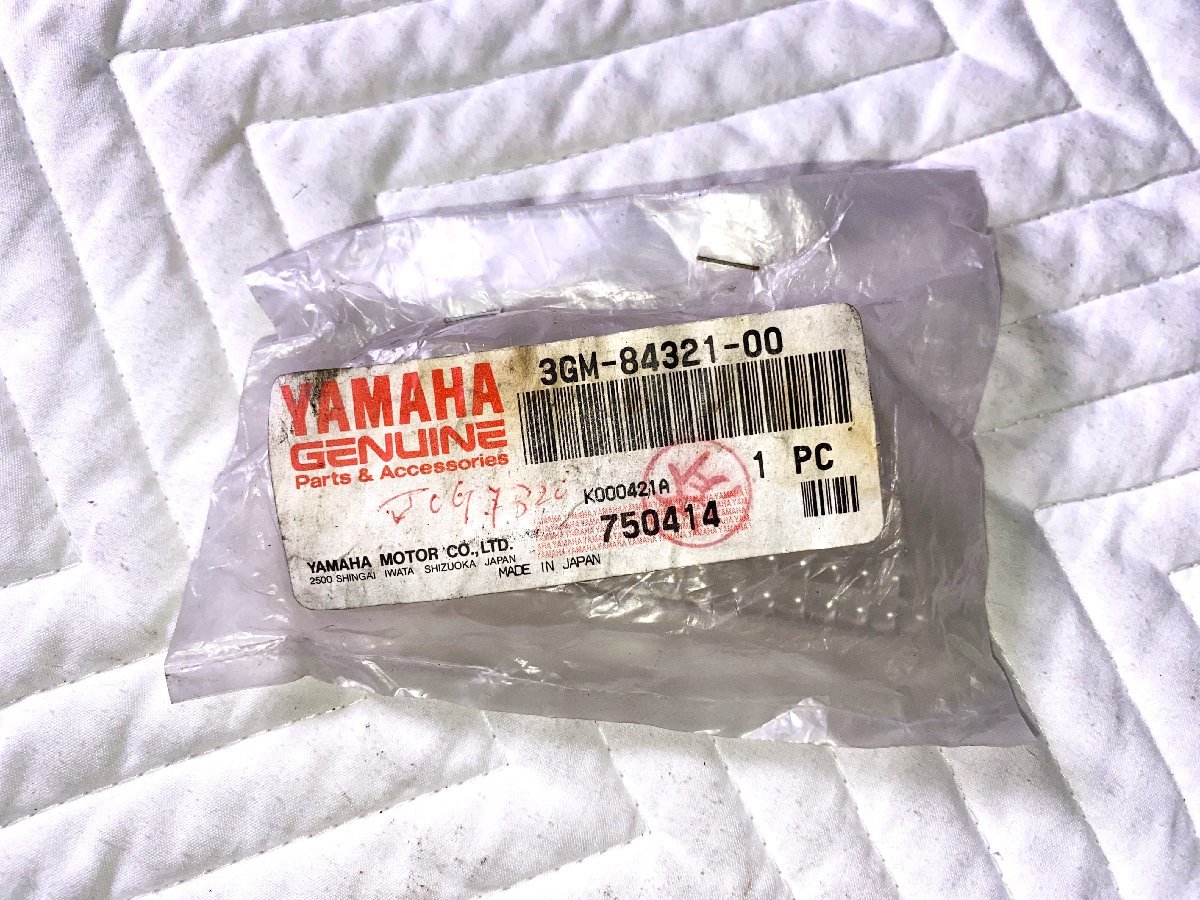 3GM-84321-00
YAMAHA
GENUINE
Parts & Accessories
1 PC
K000421A
750414
YAMAHA MOTOR CO., LTD.
2500 SHINGAI IWATA SHIZUOKA JAPAN
MADE IN JAPAN